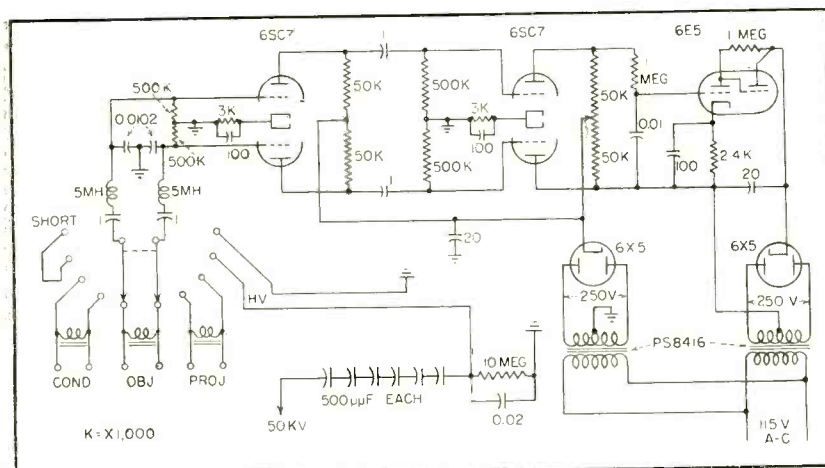 6SC7
1
6SC7
6E5
1 MEG
500K
3K
50K
500K
3K
50K
1
MEG
0.0102
100
100
0.01
500K
50K
500K
50K
100
2.4K
20
5MH
5MH
1
1
1
SHORT
20
6X5
6X5
HV
250V
250 V
PS8416
COND
OBJ
PROJ
10 MEG
500µµF EACH
0.02
50KV
115 V
A-C
K = X1,000